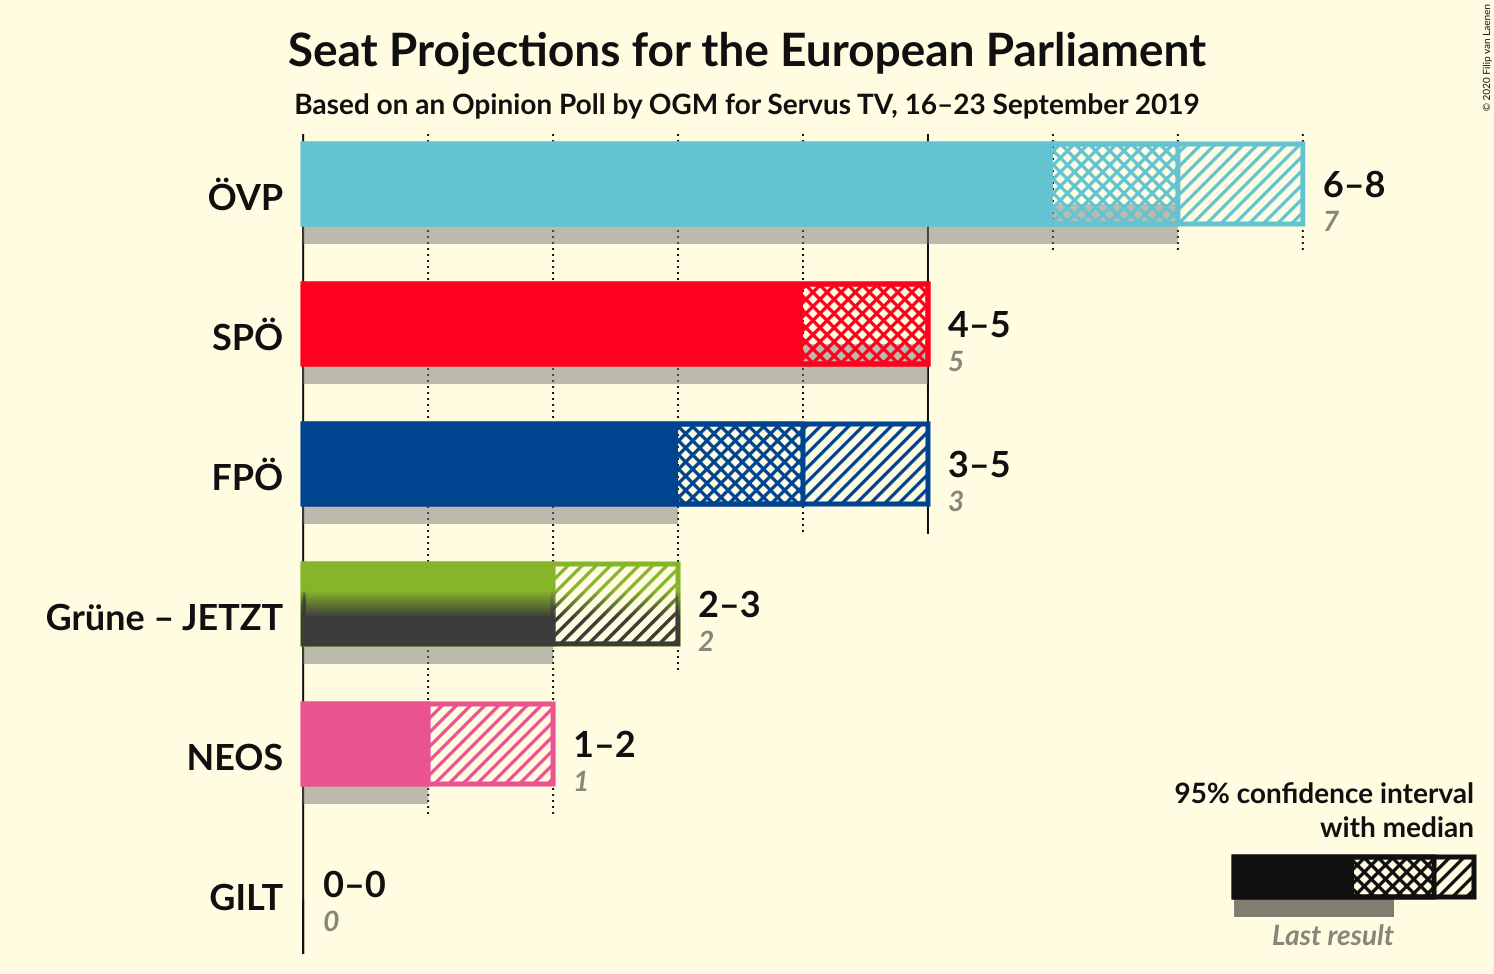 Seat Projections for the European Parliament
Based on an Opinion Poll by OGM for Servus TV, 16–23 September 2019
© 2020 Filip van Laenen
ÖVP
6–8
7
SPÖ
4–5
5
FPÖ
3–5
3
Grüne – JETZT
2–3
2
NEOS
1–2
1
GILT
0–0
0
95% confidence interval
with median
Last result